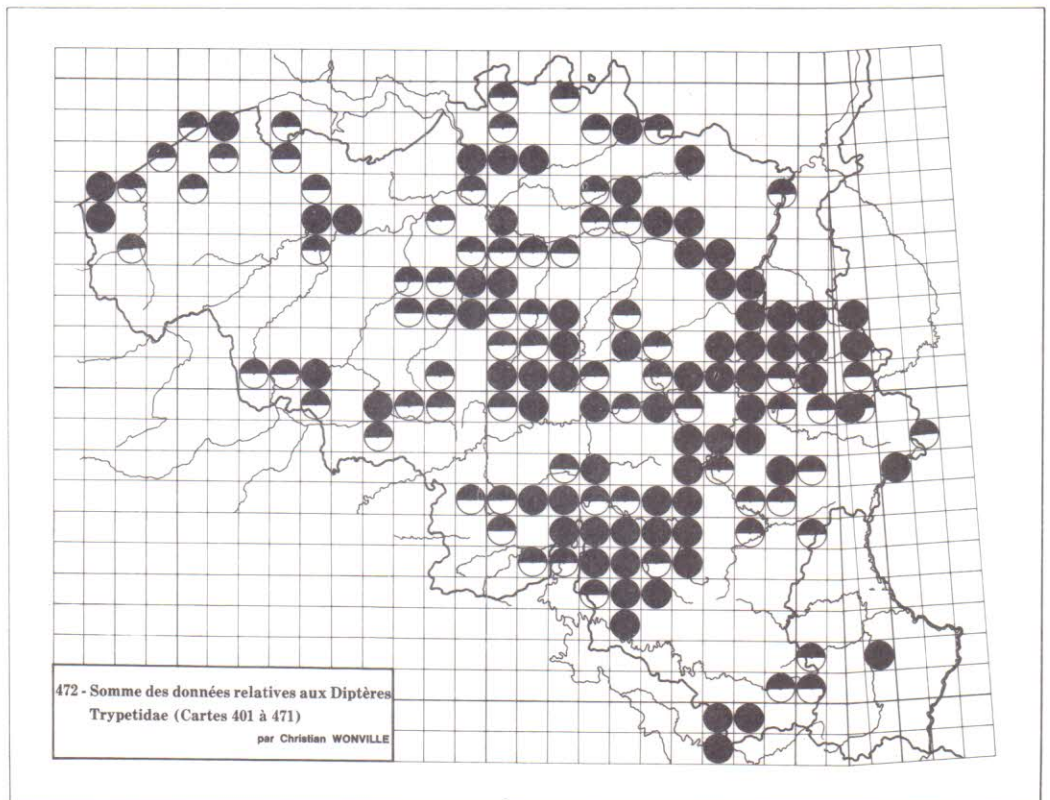 472 - Somme des données relatives aux Diptères
Trypetidae (Cartes 401 à 471)
par Christian WONVILLE